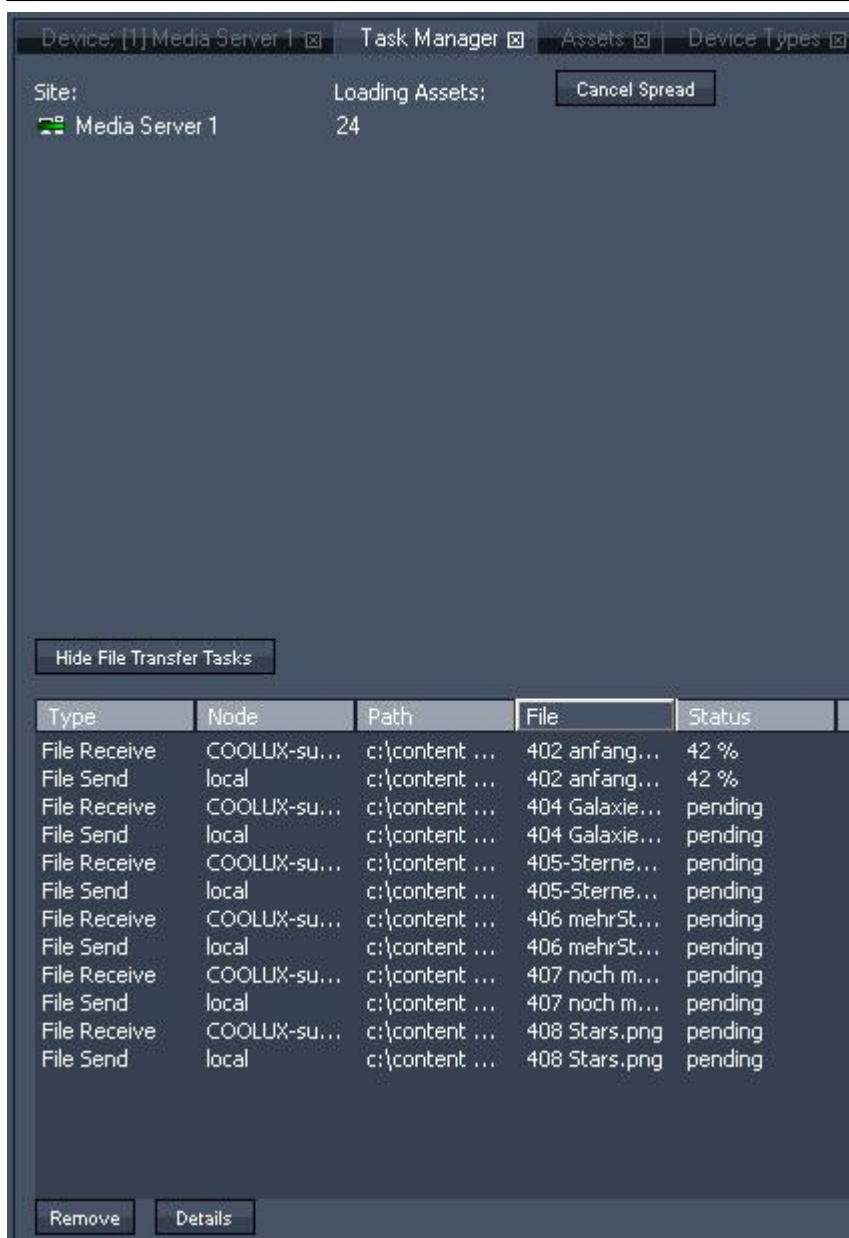 Device: [1] Media Server 1 Task Manager Assets Device Types
Site: Loading Assets: Cancel Spread
Media Server 1 24
Hide File Transfer Tasks
Type Node Path File Status
File Receive COOLUX-su... c:\content ... 402 anfang... 42 %
File Send local c:\content ... 402 anfang... 42 %
File Receive COOLUX-su... c:\content ... 404 Galaxie... pending
File Send local c:\content ... 404 Galaxie... pending
File Receive COOLUX-su... c:\content ... 405-Sterne... pending
File Send local c:\content ... 405-Sterne... pending
File Receive COOLUX-su... c:\content ... 406 mehrSt... pending
File Send local c:\content ... 406 mehrSt... pending
File Receive COOLUX-su... c:\content ... 407 noch m... pending
File Send local c:\content ... 407 noch m... pending
File Receive COOLUX-su... c:\content ... 408 Stars.png pending
File Send local c:\content ... 408 Stars.png pending
Remove Details